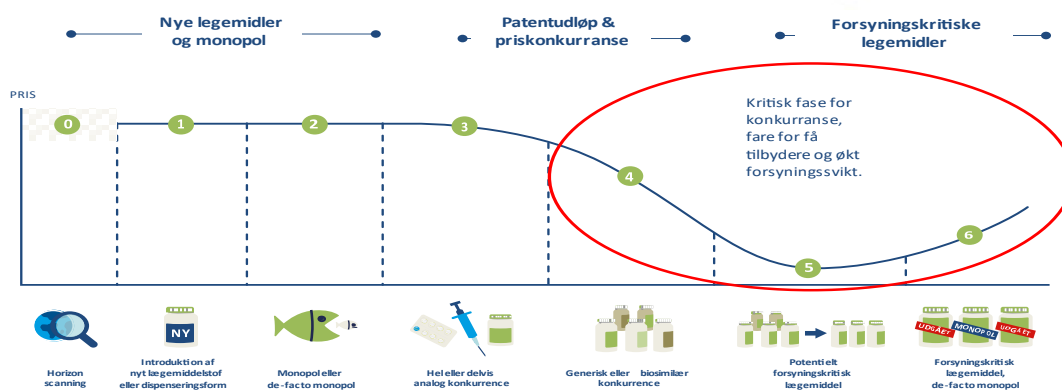 Nye legemidler
og monopol
Patentudløp &
priskonkurranse
Forsyningskritiske
legemidler
PRIS
Kritisk fase for
konkurranse,
fare for få
tilbydere og økt
forsyningssvikt.
0
1
2
3
4
5
6
NY
UDGÅET
MONOPOL
UDGÅET
Horizon
scanning
Introduktion af
nyt lægemiddelstof
eller dispenseringsform
Monopol eller
de-facto monopol
Hel eller delvis
analog konkurrence
Generisk eller biosimilær
konkurrence
Potentielt
forsyningskritisk
lægemiddel
Forsyningskritisk
lægemiddel,
de-facto monopol